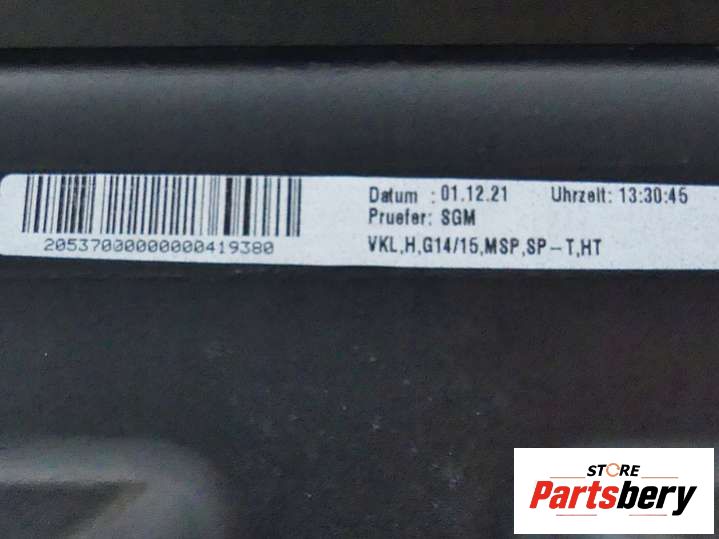 Datum : 01.12.21 Uhrzeit: 13:30:45
Pruefer: SGM
20537000000000419380
VKL,H,G14/15,MSP,SP-T,HT
STORE
Partsbery